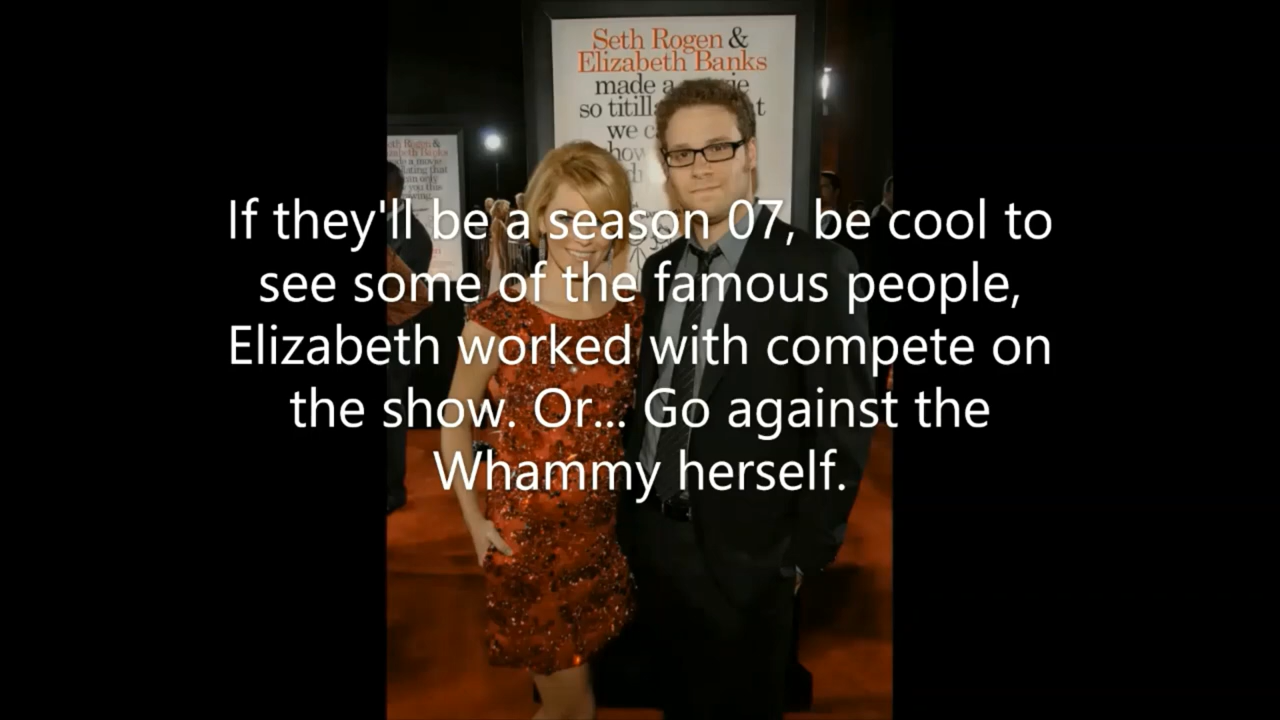 Seth Rogen &
Elizabeth Banks
made a
so titill
we c
how
If they'll be a season 07, be cool to
see some of the famous people,
Elizabeth worked with compete on
the show. Or... Go against the
Whammy herself.